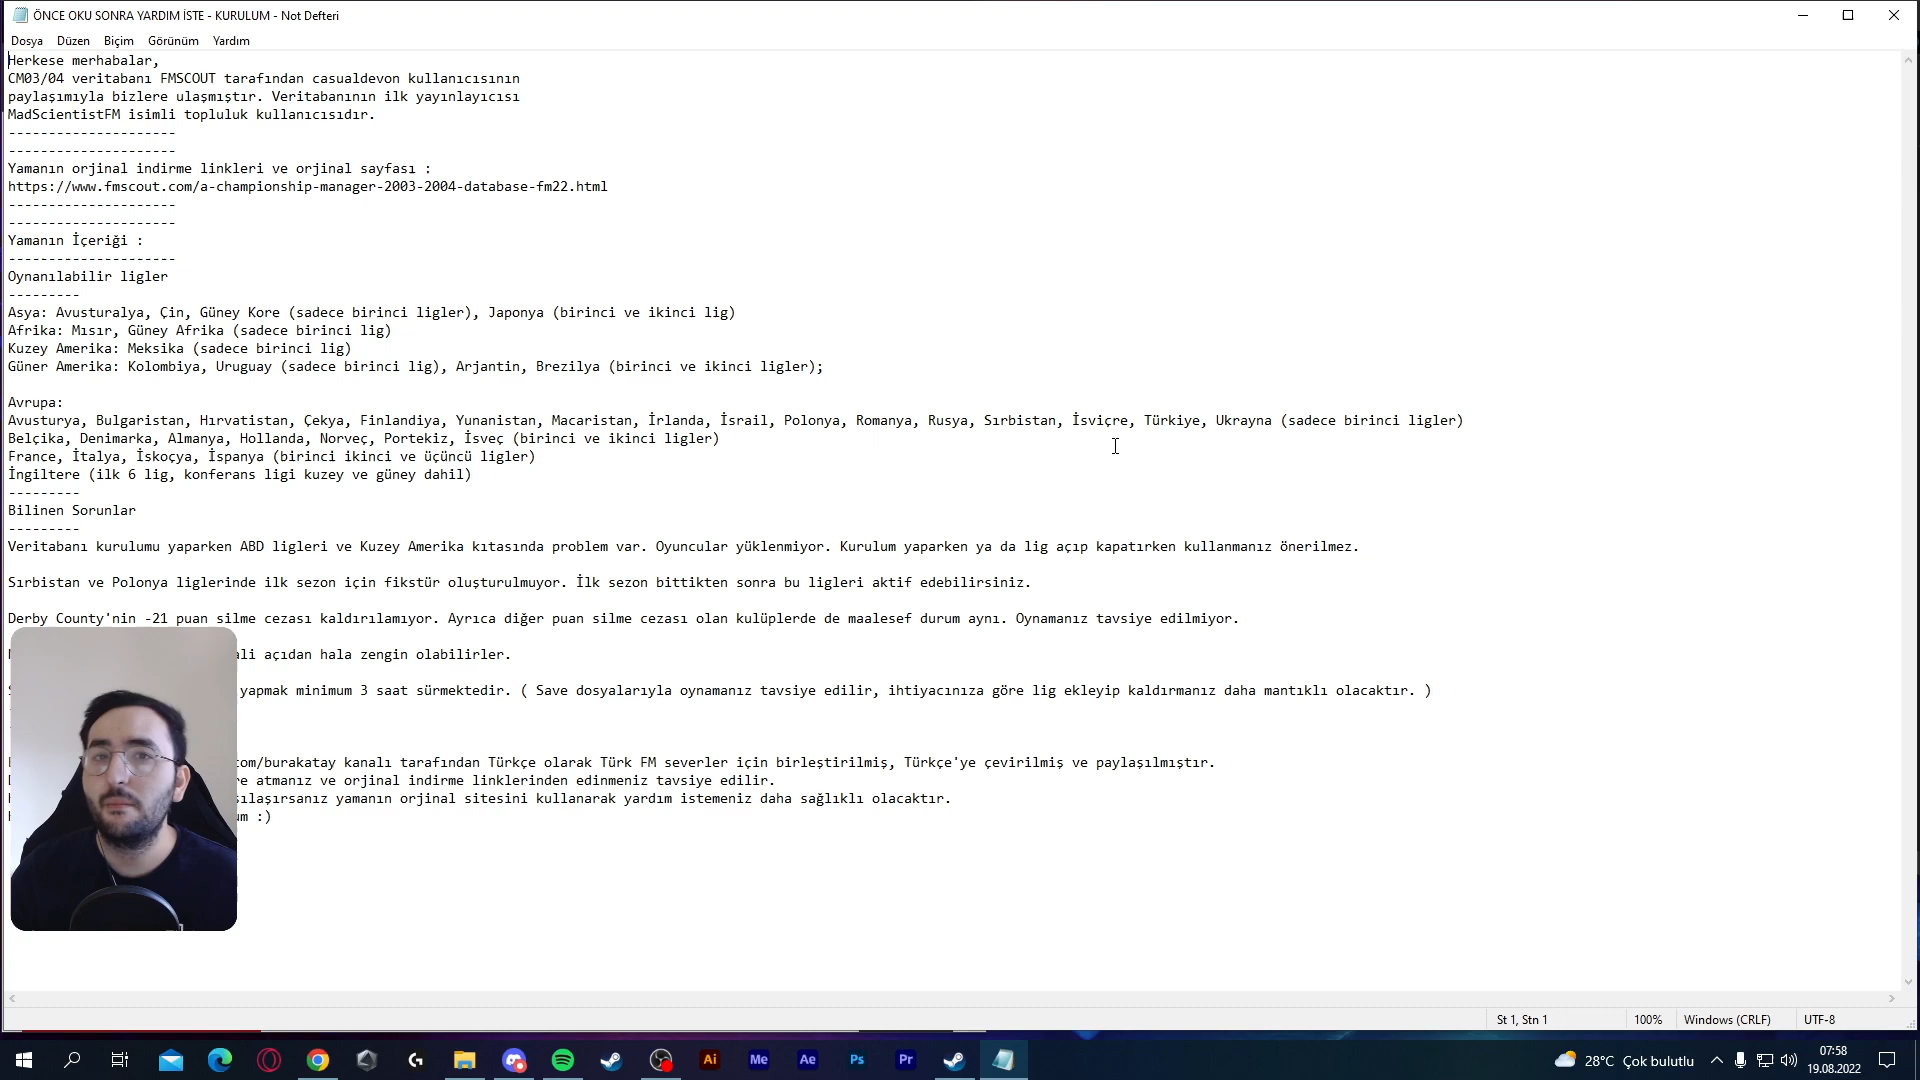 ÖNCE OKU SONRA YARDIM İSTE - KURULUM - Not Defteri
Dosya Düzen Biçim Görünüm Yardım
Herkese merhabalar,
CM03/04 veritabanı FMSCOUT tarafından casualdevon kullanıcısının
paylaşımıyla bizlere ulaşmıştır. Veritabanının ilk yayınlayıcısı
MadScientistFM isimli topluluk kullanıcısıdır.
---------------------
---------------------
Yamanın orjinal indirme linkleri ve orjinal sayfası :
https://www.fmscout.com/a-championship-manager-2003-2004-database-fm22.html
---------------------
---------------------
Yamanın İçeriği :
---------------------
Oynanılabilir ligler
---------
Asya: Avusturalya, Çin, Güney Kore (sadece birinci ligler), Japonya (birinci ve ikinci lig)
Afrika: Mısır, Güney Afrika (sadece birinci lig)
Kuzey Amerika: Meksika (sadece birinci lig)
Güner Amerika: Kolombiya, Uruguay (sadece birinci lig), Arjantin, Brezilya (birinci ve ikinci ligler);
Avrupa:
Avusturya, Bulgaristan, Hırvatistan, Çekya, Finlandiya, Yunanistan, Macaristan, İrlanda, İsrail, Polonya, Romanya, Rusya, Sırbistan, İsviçre, Türkiye, Ukrayna (sadece birinci ligler)
Belçika, Denimarka, Almanya, Hollanda, Norveç, Portekiz, İsveç (birinci ve ikinci ligler)
France, İtalya, İskoçya, İspanya (birinci ikinci ve üçüncü ligler)
İngiltere (ilk 6 lig, konferans ligi kuzey ve güney dahil)
---------
Bilinen Sorunlar
---------
Veritabanı kurulumu yaparken ABD ligleri ve Kuzey Amerika kıtasında problem var. Oyuncular yüklenmiyor. Kurulum yaparken ya da lig açıp kapatırken kullanmanız önerilmez.
Sırbistan ve Polonya liglerinde ilk sezon için fikstür oluşturulmuyor. İlk sezon bittikten sonra bu ligleri aktif edebilirsiniz.
Derby County'nin -21 puan silme cezası kaldırılamıyor. Ayrıca diğer puan silme cezası olan kulüplerde de maalesef durum aynı. Oynamanız tavsiye edilmiyor.
açıdan hala zengin olabilirler.
yapmak minimum 3 saat sürmektedir. ( Save dosyalarıyla oynamanız tavsiye edilir, ihtiyacınıza göre lig ekleyip kaldırmanız daha mantıklı olacaktır. )
com/burakatay kanalı tarafından Türkçe olarak Türk FM severler için birleştirilmiş, Türkçe'ye çevirilmiş ve paylaşılmıştır.
atmanız ve orjinal indirme linklerinden edinmeniz tavsiye edilir.
yamanın orjinal sitesini kullanarak yardım istemeniz daha sağlıklı olacaktır.
:)
St 1, Stn 1 100% Windows (CRLF) UTF-8
Ai Me Ae Ps Pr
28°C Çok bulutlu
07:58
19.08.2022